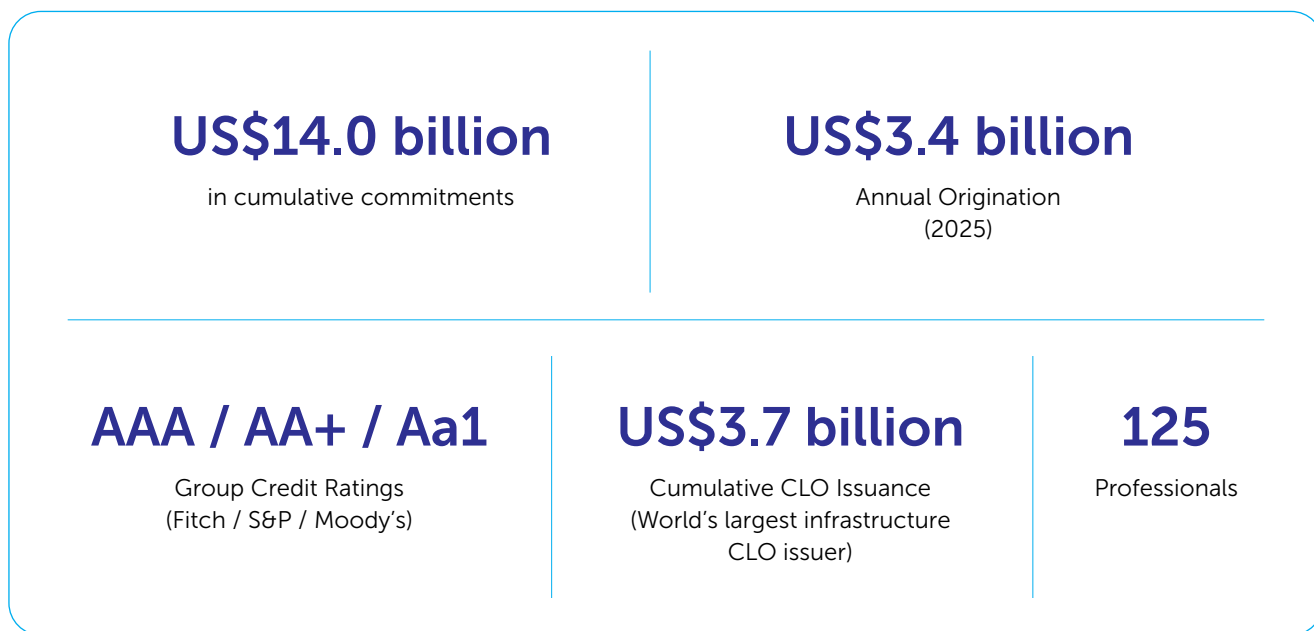 US$14.0 billion
in cumulative commitments
US$3.4 billion
Annual Origination
(2025)
AAA / AA+ / Aa1
Group Credit Ratings
(Fitch / S&P / Moody’s)
US$3.7 billion
Cumulative CLO Issuance
(World’s largest infrastructure
CLO issuer)
125
Professionals